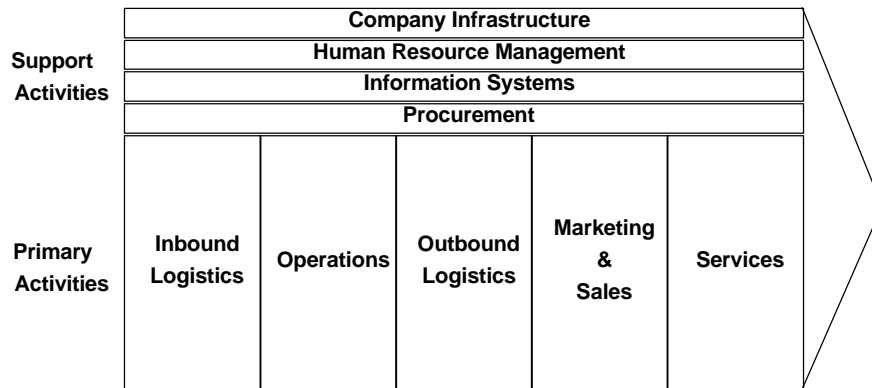 Company Infrastructure
Human Resource Management
Information Systems
Procurement
Support
Activities
Primary
Activities
Inbound
Logistics
Operations
Outbound
Logistics
Marketing
&
Sales
Services